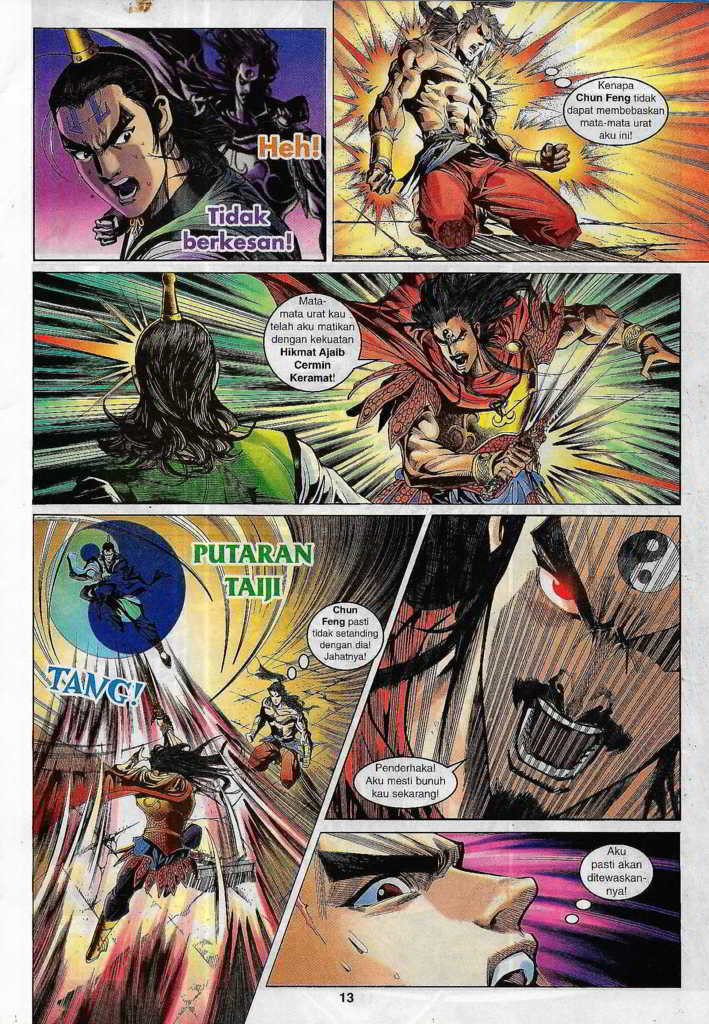 Heh!
Tidak
berkesan!
Kenapa
Chun Feng tidak
dapat membebaskan
mata-mata urat
aku ini!
Mata-
mata urat kau
telah aku matikan
dengan kekuatan
Hikmat Ajaib
Cermin
Keramat!
PUTARAN
TAIJI
Chun
Feng pasti
tidak setanding
dengan dia!
Jahatnya!
TANG!
Penderhaka!
Aku mesti bunuh
kau sekarang!
Aku
pasti akan
ditewaskan-
nya!
13